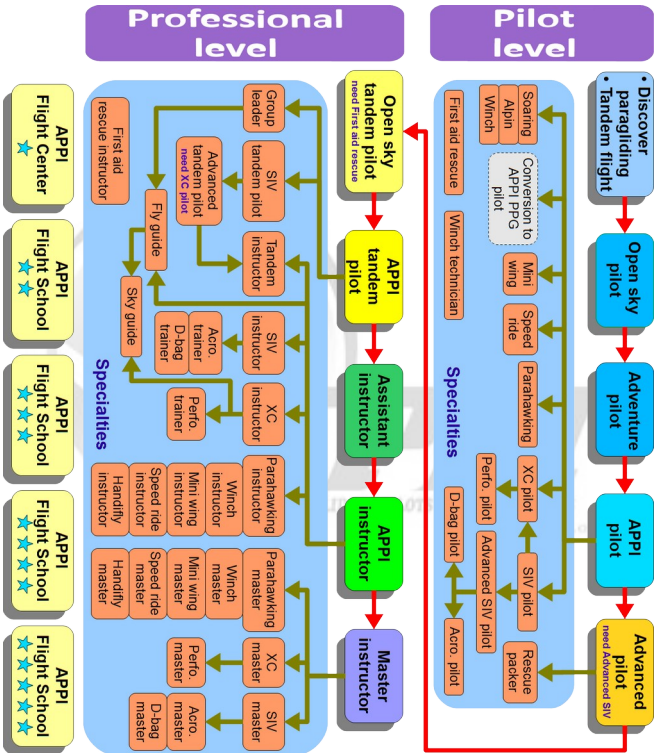 Pilot
level
• Discover
paragliding
• Tandem flight
Open sky
pilot
Adventure
pilot
APPI
pilot
Advanced
pilot
need Advanced SIV
Soaring
Alpin
Winch
Conversion to
APPI PPG
pilot
Mini
wing
Speed
ride
Parahawking
XC pilot
SIV pilot
Rescue
packer
Perfo. pilot
Advanced SIV pilot
First aid rescue
Winch technician
Specialties
D-bag pilot
Acro. pilot
Professional
level
Open sky
tandem pilot
need First aid rescue
APPI
tandem
pilot
Assistant
instructor
APPI
instructor
Master
instructor
Group
leader
SIV
tandem pilot
Tandem
instructor
SIV
instructor
XC
instructor
Parahawking
instructor
Parahawking
master
XC
master
SIV
master
Advanced
tandem pilot
need XC pilot
Acro.
trainer
D-bag
trainer
Perfo.
trainer
Winch
instructor
Mini wing
instructor
Speed ride
instructor
Handifly
instructor
Winch
master
Mini wing
master
Speed ride
master
Handifly
master
Perfo.
master
Acro.
master
D-bag
master
Fly guide
Sky guide
First aid
rescue instructor
Specialties
APPI
Flight Center
APPI
Flight School
APPI
Flight School
APPI
Flight School
APPI
Flight School